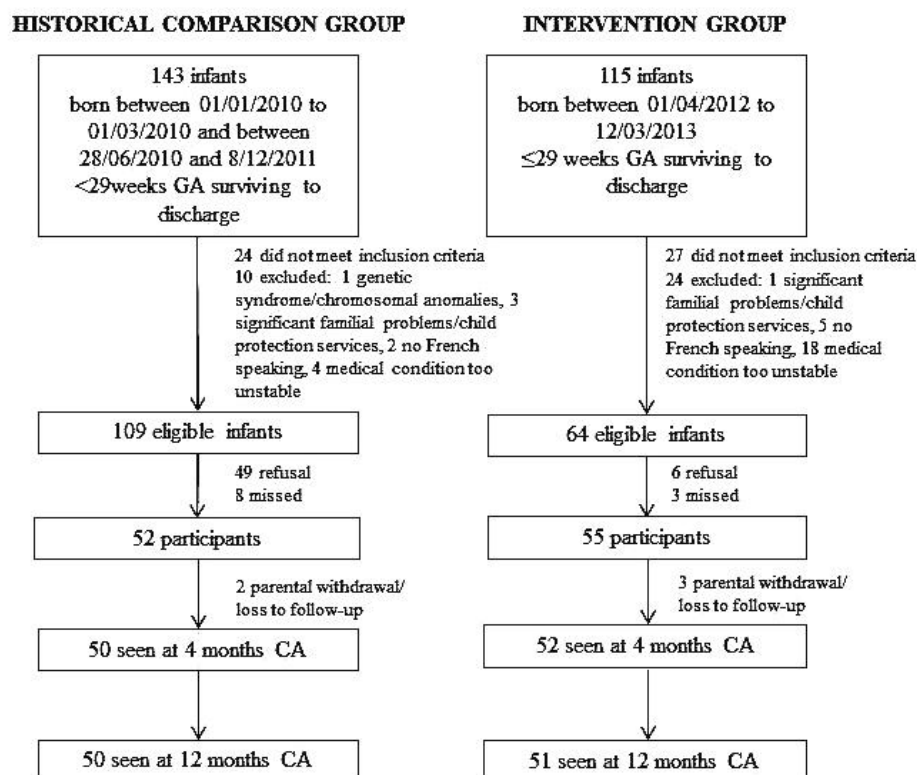 HISTORICAL COMPARISON GROUP
143 infants
born between 01/01/2010 to
01/03/2010 and between
28/06/2010 and 8/12/2011
<29weeks GA surviving to
discharge
24 did not meet inclusion criteria
10 excluded: 1 genetic
syndrome/chromosomal anomalies, 3
significant familial problems/child
protection services, 2 no French
speaking, 4 medical condition too
unstable
109 eligible infants
49 refusal
8 missed
52 participants
2 parental withdrawal/
loss to follow-up
50 seen at 4 months CA
50 seen at 12 months CA
INTERVENTION GROUP
115 infants
born between 01/04/2012 to
12/03/2013
≤29 weeks GA surviving to
discharge
27 did not meet inclusion criteria
24 excluded: 1 significant
familial problems/child
protection services, 5 no
French speaking, 18 medical
condition too unstable
64 eligible infants
6 refusal
3 missed
55 participants
3 parental withdrawal/
loss to follow-up
52 seen at 4 months CA
51 seen at 12 months CA